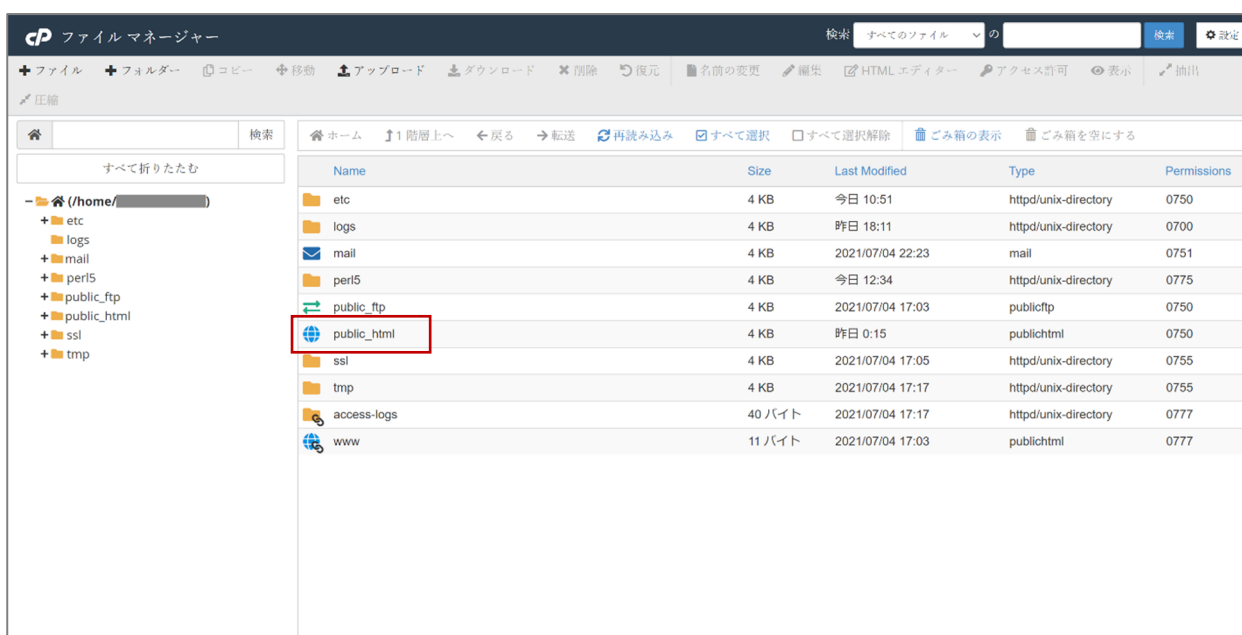 cP ファイル マネージャー 検索 すべてのファイル の 検索 設定
ファイル フォルダー コピー 移動 アップロード ダウンロード 削除 復元 名前の変更 編集 HTML エディター アクセス許可 表示 抽出
圧縮
検索 ホーム 1 階層上へ 戻る 転送 再読み込み すべて選択 すべて選択解除 ごみ箱の表示 ごみ箱を空にする
すべて折りたたむ
(/home/ )
etc
logs
mail
perl5
public_ftp
public_html
ssl
tmp
Name Size Last Modified Type Permissions
etc 4 KB 今日 10:51 httpd/unix-directory 0750
logs 4 KB 昨日 18:11 httpd/unix-directory 0700
mail 4 KB 2021/07/04 22:23 mail 0751
perl5 4 KB 今日 12:34 httpd/unix-directory 0775
public_ftp 4 KB 2021/07/04 17:03 publicftp 0750
public_html 4 KB 昨日 0:15 publichtml 0750
ssl 4 KB 2021/07/04 17:05 httpd/unix-directory 0755
tmp 4 KB 2021/07/04 17:17 httpd/unix-directory 0755
access-logs 40 バイト 2021/07/04 17:17 httpd/unix-directory 0777
www 11 バイト 2021/07/04 17:03 publichtml 0777